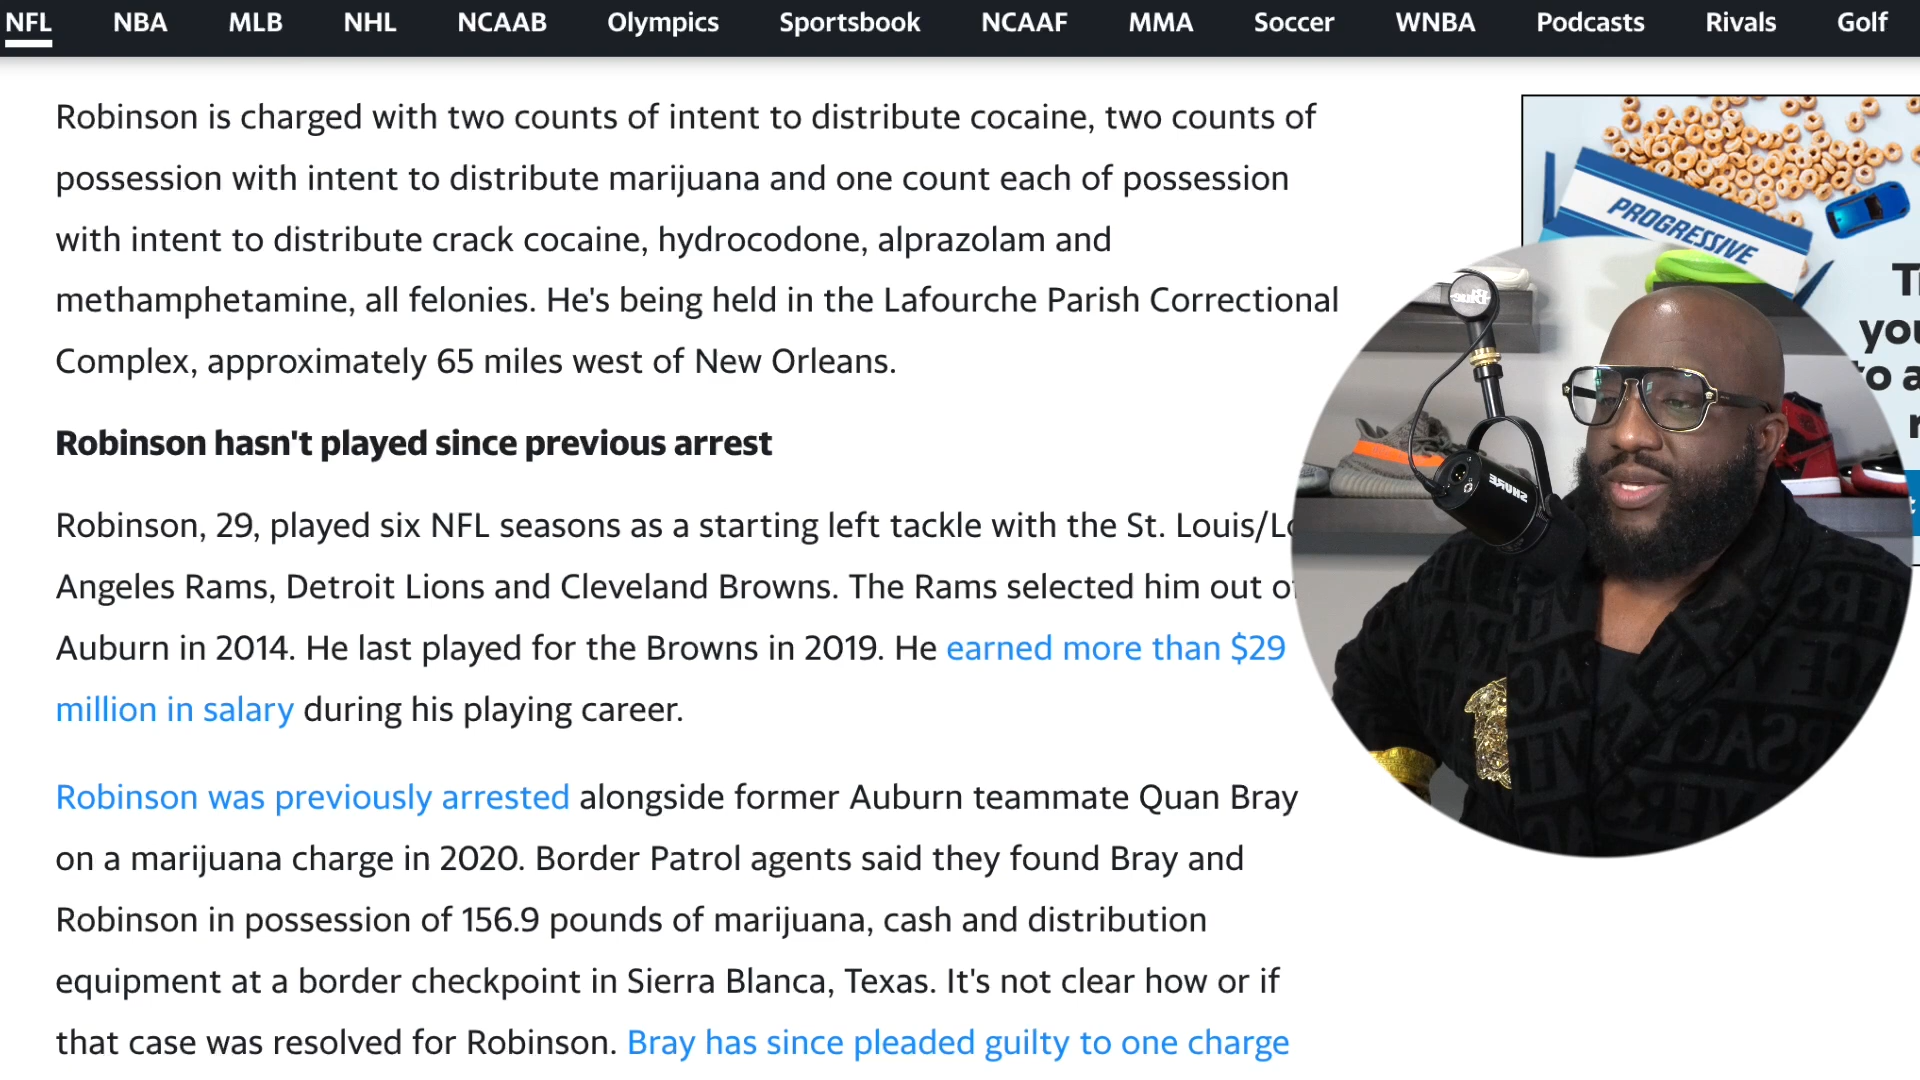 NFL NBA MLB NHL NCAAB Olympics Sportsbook NCAAF MMA Soccer WNBA Podcasts Rivals Golf
Robinson is charged with two counts of intent to distribute cocaine, two counts of
possession with intent to distribute marijuana and one count each of possession
with intent to distribute crack cocaine, hydrocodone, alprazolam and
methamphetamine, all felonies. He's being held in the Lafourche Parish Correctional
Complex, approximately 65 miles west of New Orleans.
Robinson hasn't played since previous arrest
Robinson, 29, played six NFL seasons as a starting left tackle with the St. Louis/Lo
Angeles Rams, Detroit Lions and Cleveland Browns. The Rams selected him out of
Auburn in 2014. He last played for the Browns in 2019. He earned more than $29
million in salary during his playing career.
Robinson was previously arrested alongside former Auburn teammate Quan Bray
on a marijuana charge in 2020. Border Patrol agents said they found Bray and
Robinson in possession of 156.9 pounds of marijuana, cash and distribution
equipment at a border checkpoint in Sierra Blanca, Texas. It's not clear how or if
that case was resolved for Robinson. Bray has since pleaded guilty to one charge
PROGRESSIVE
you
to a
Blue
SHURE
VERSACE